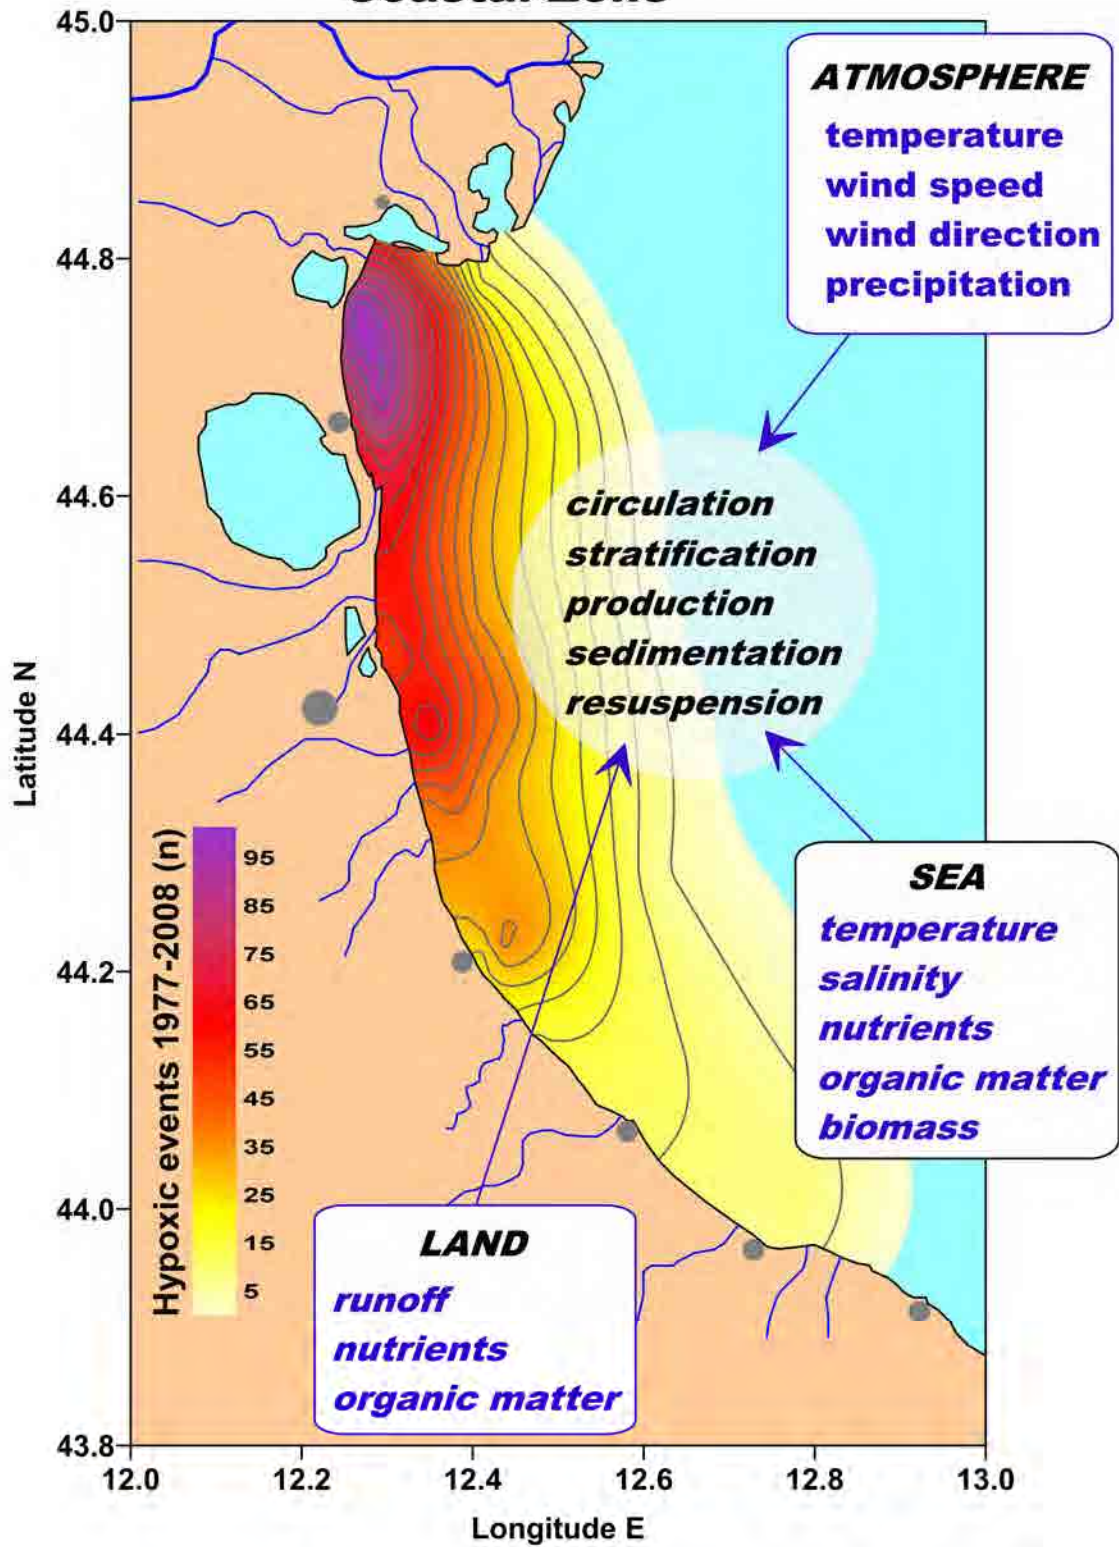 Coastal Zone
45.0
44.8
44.6
44.4
44.2
44.0
43.8
Latitude N
12.0
12.2
12.4
12.6
12.8
13.0
Longitude E
ATMOSPHERE
temperature
wind speed
wind direction
precipitation
circulation
stratification
production
sedimentation
resuspension
SEA
temperature
salinity
nutrients
organic matter
biomass
LAND
runoff
nutrients
organic matter
Hypoxic events 1977-2008 (n)
95
85
75
65
55
45
35
25
15
5